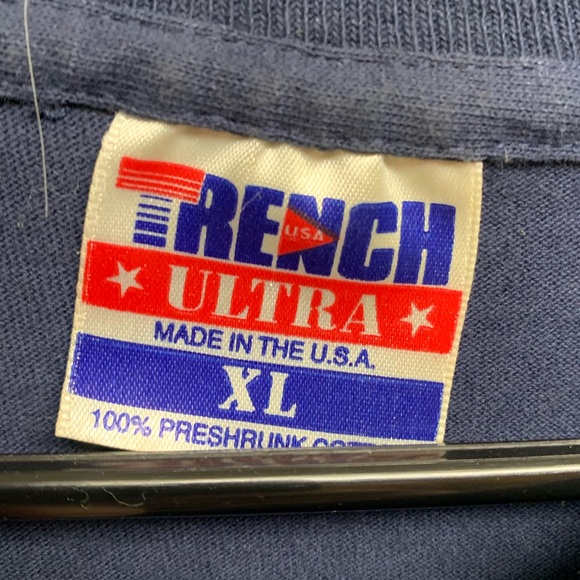 TRENCH
USA
ULTRA
MADE IN THE U.S.A.
XL
100% PRESHRUNK